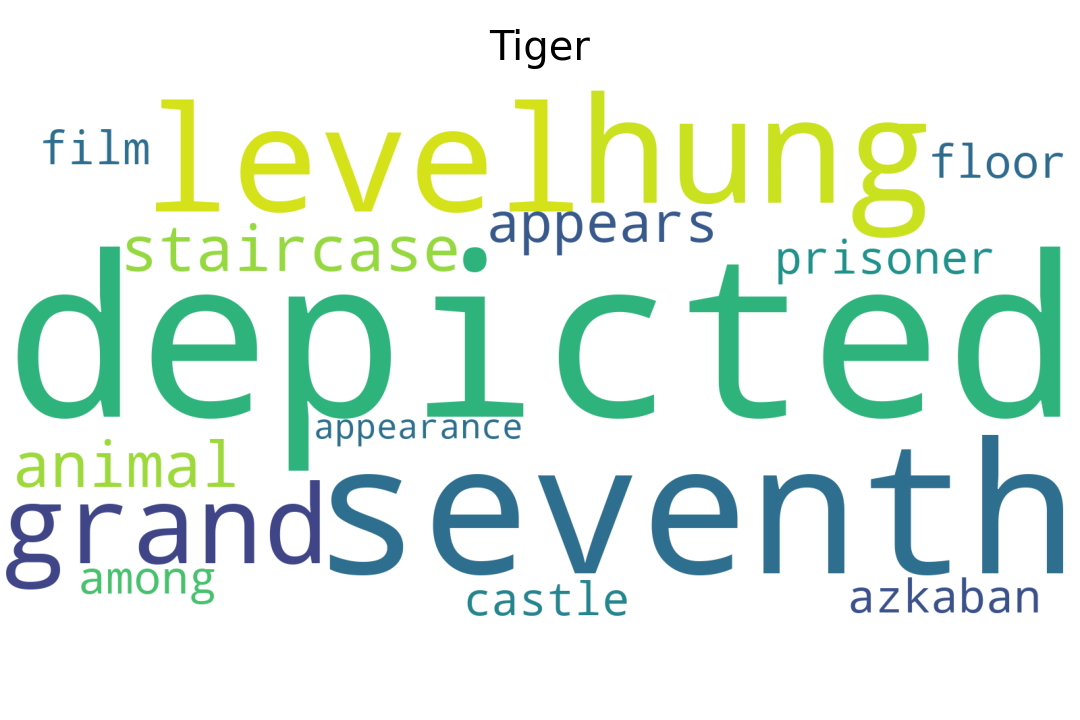 Tiger
film levelhung floor
staircase appears prisoner
depicted
appearance
animal
grand seventh
among castle azkaban